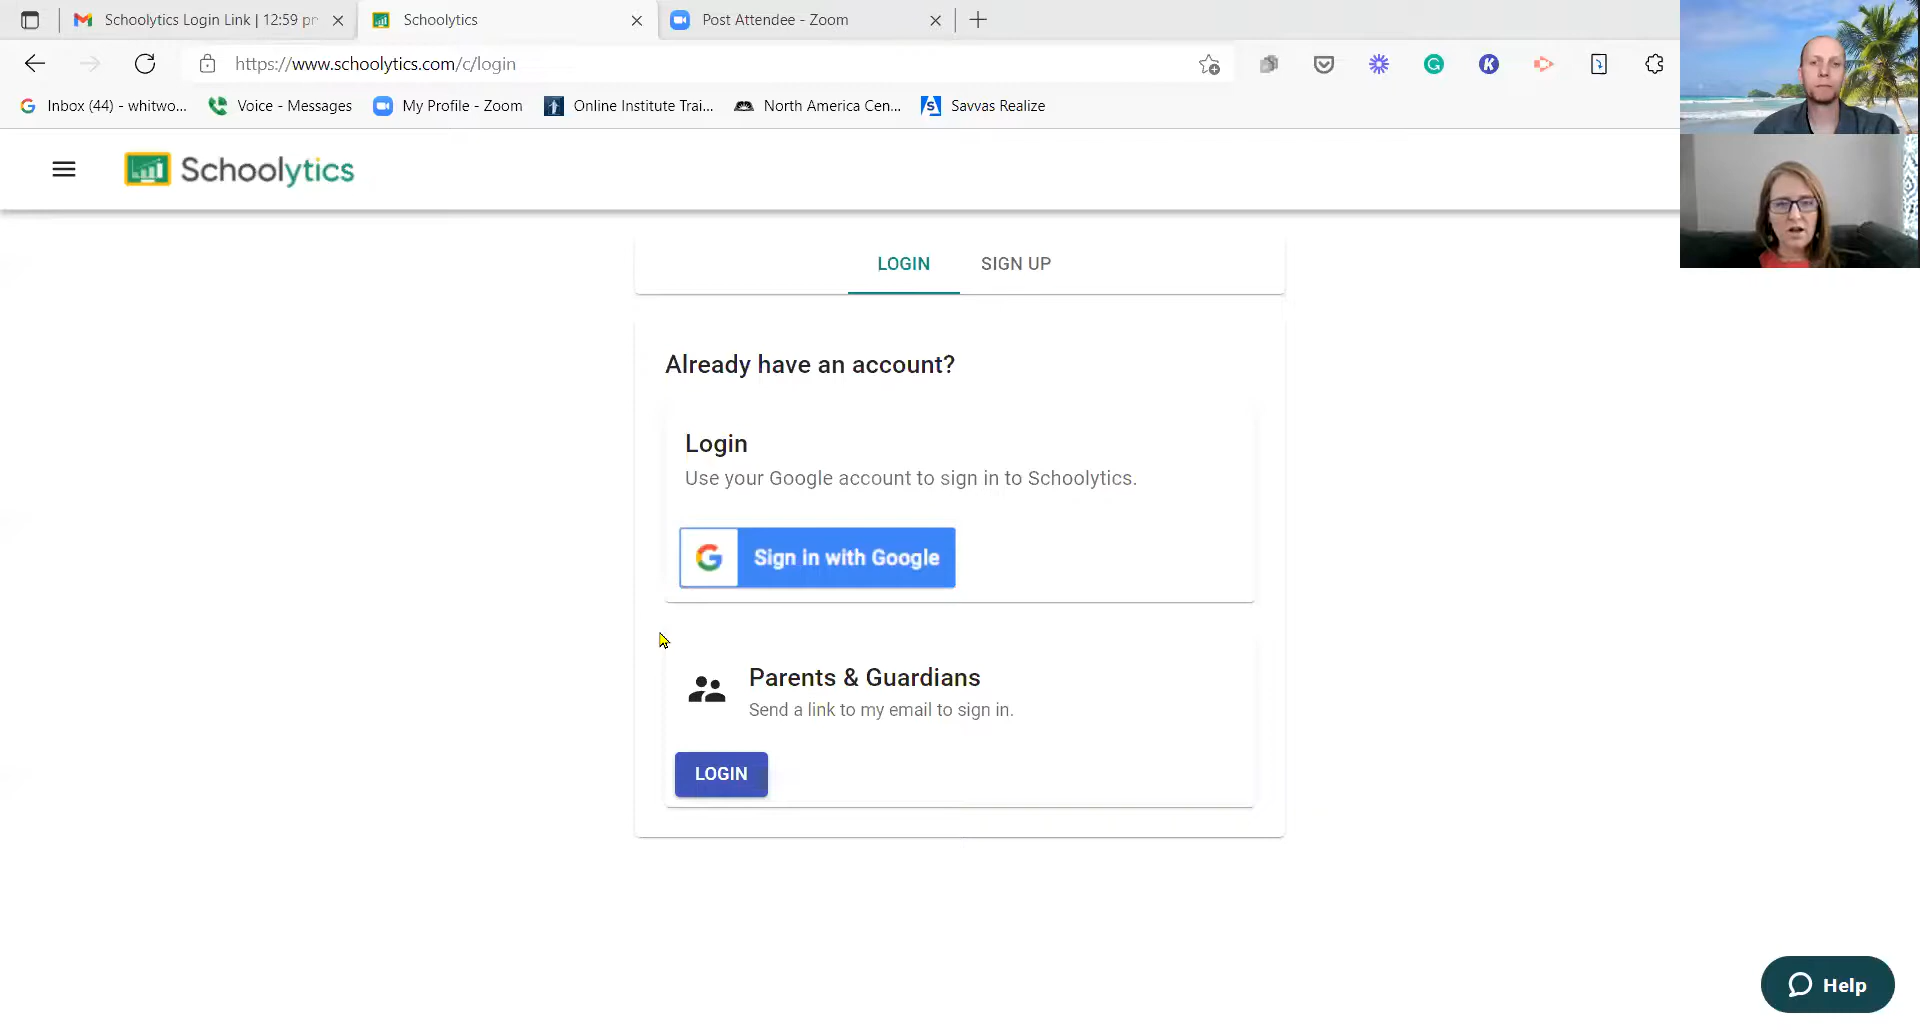 Schoolytics Login Link | 12:59 pr
Schoolytics
Post Attendee - Zoom
https://www.schoolytics.com/c/login
Inbox (44) - whitwo...
Voice - Messages
My Profile - Zoom
Online Institute Trai...
North America Cen...
Savvas Realize
Schoolytics
LOGIN
SIGN UP
Already have an account?
Login
Use your Google account to sign in to Schoolytics.
Sign in with Google
Parents & Guardians
Send a link to my email to sign in.
LOGIN
Help